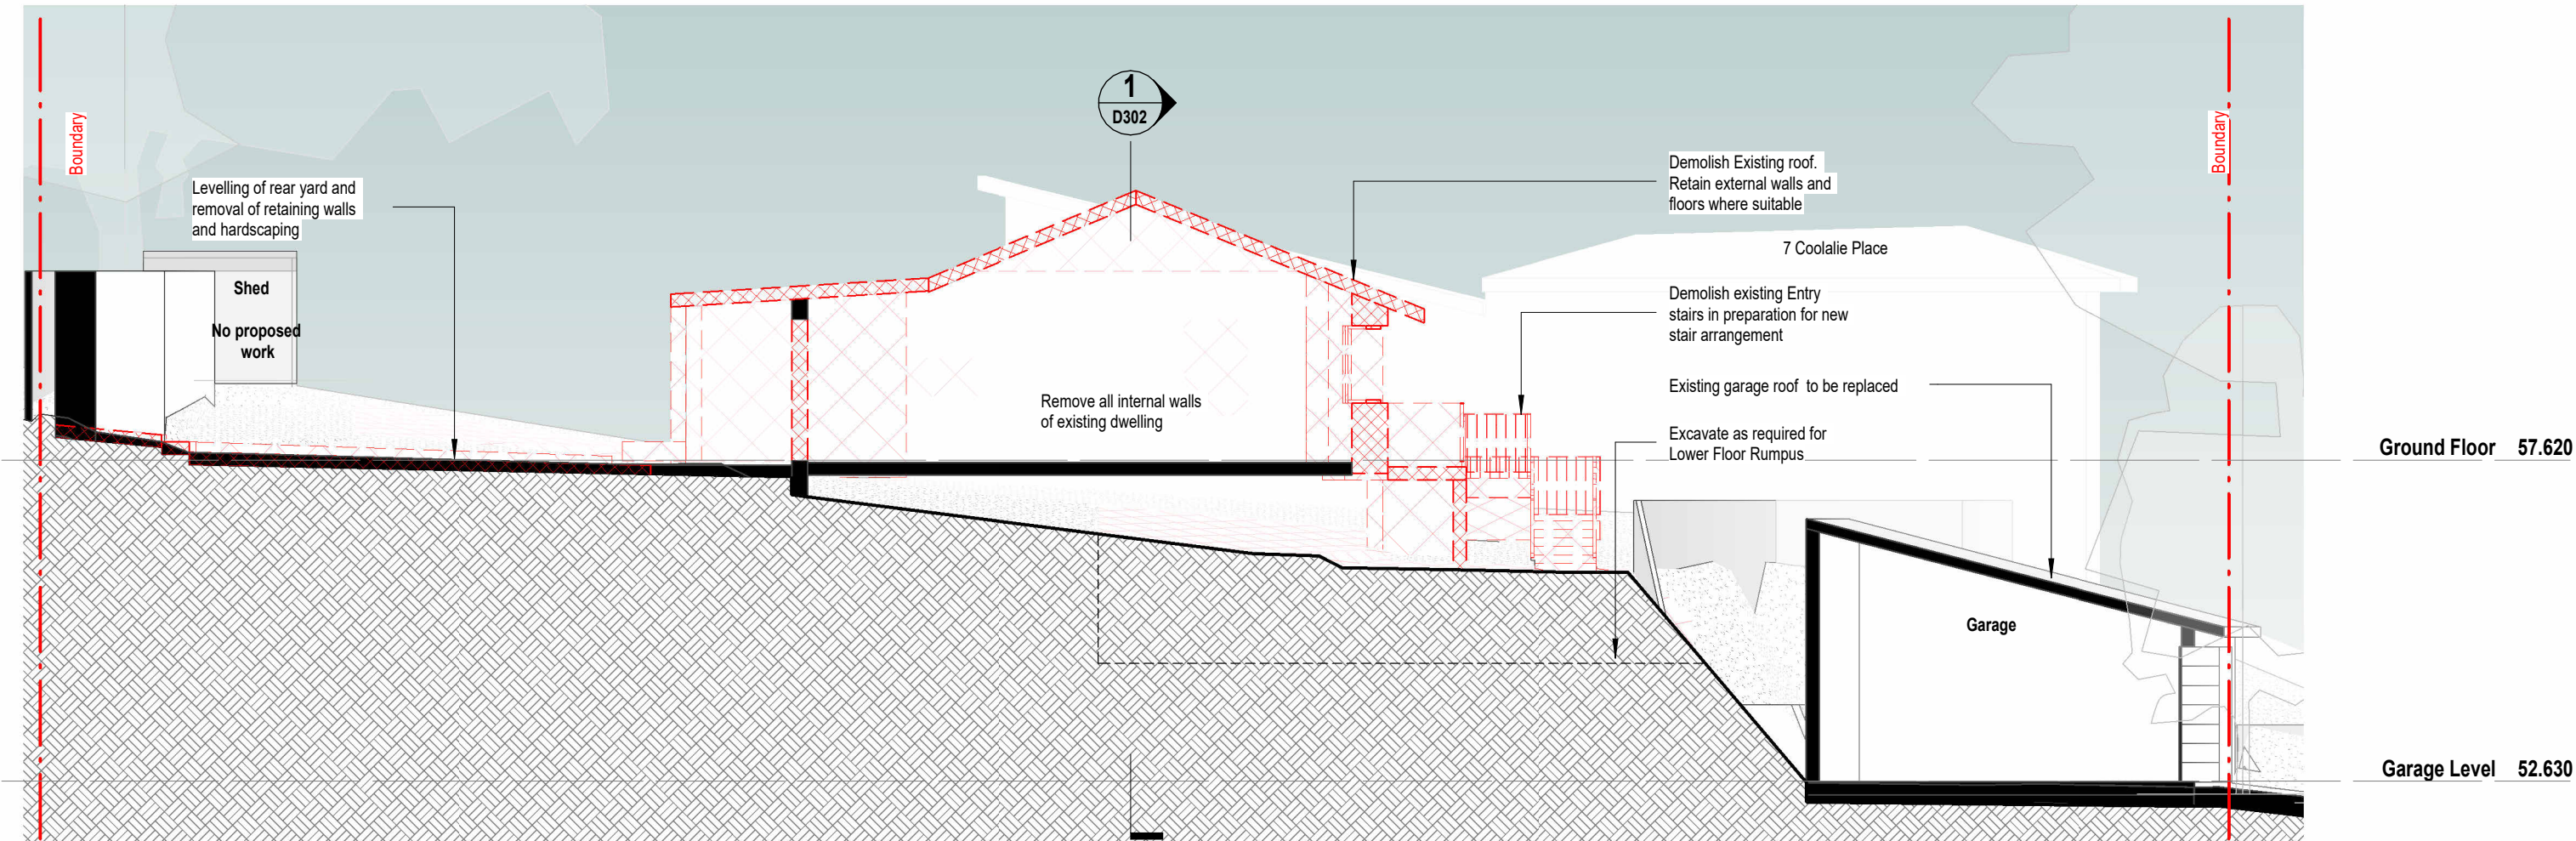 1
D302
Boundary
Boundary
Levelling of rear yard and
removal of retaining walls
and hardscaping
Demolish Existing roof.
Retain external walls and
floors where suitable
7 Coolalie Place
Shed
No proposed
work
Demolish existing Entry
stairs in preparation for new
stair arrangement
Existing garage roof to be replaced
Remove all internal walls
of existing dwelling
Excavate as required for
Lower Floor Rumpus
Ground Floor 57.620
Garage
Garage Level 52.630